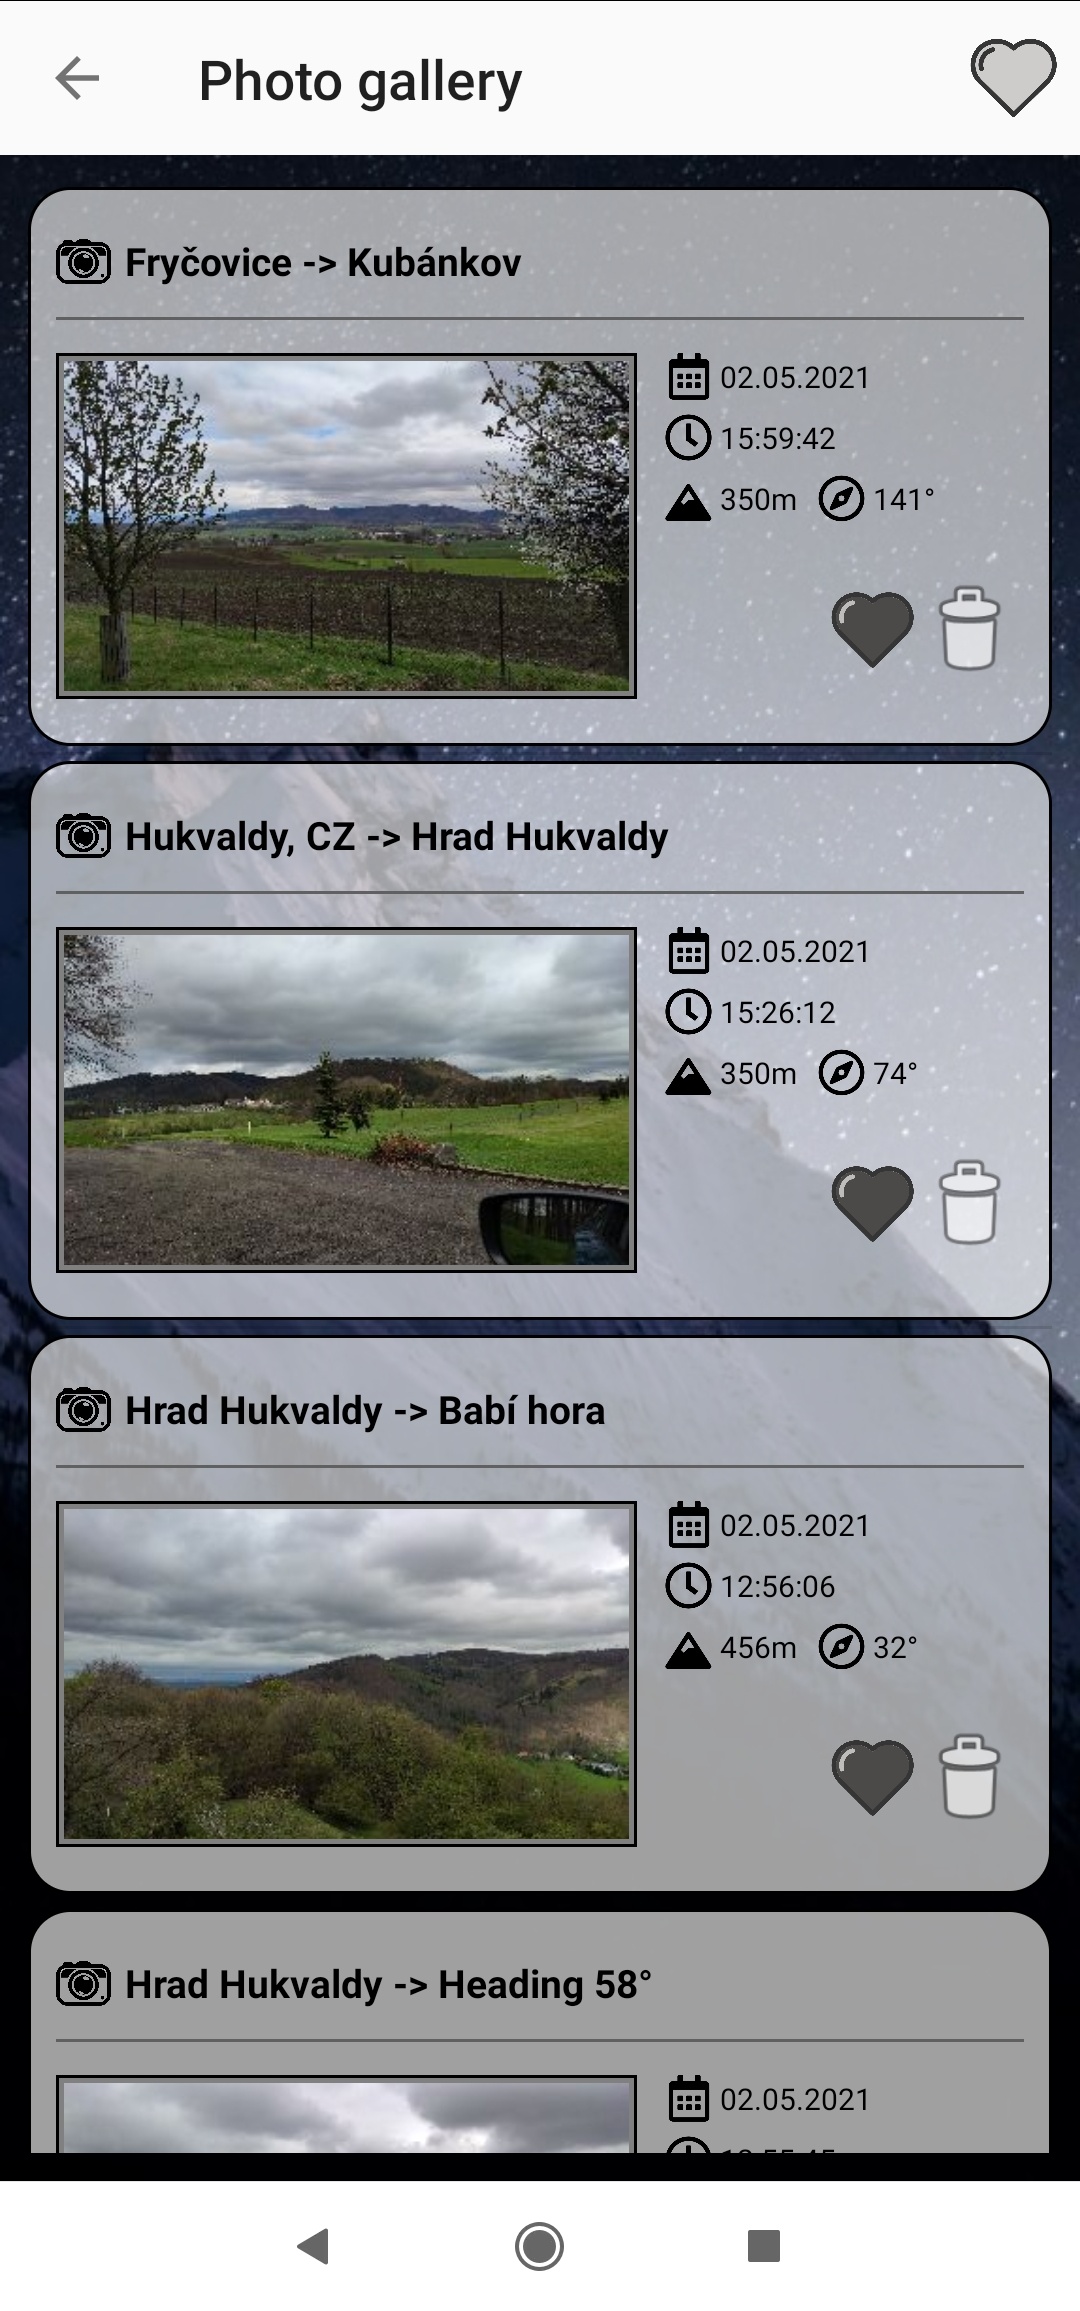 Photo gallery
Fryčovice -> Kubánkov
02.05.2021
15:59:42
350m 141°
Hukvaldy, CZ -> Hrad Hukvaldy
02.05.2021
15:26:12
350m 74°
Hrad Hukvaldy -> Babí hora
02.05.2021
12:56:06
456m 32°
Hrad Hukvaldy -> Heading 58°
02.05.2021